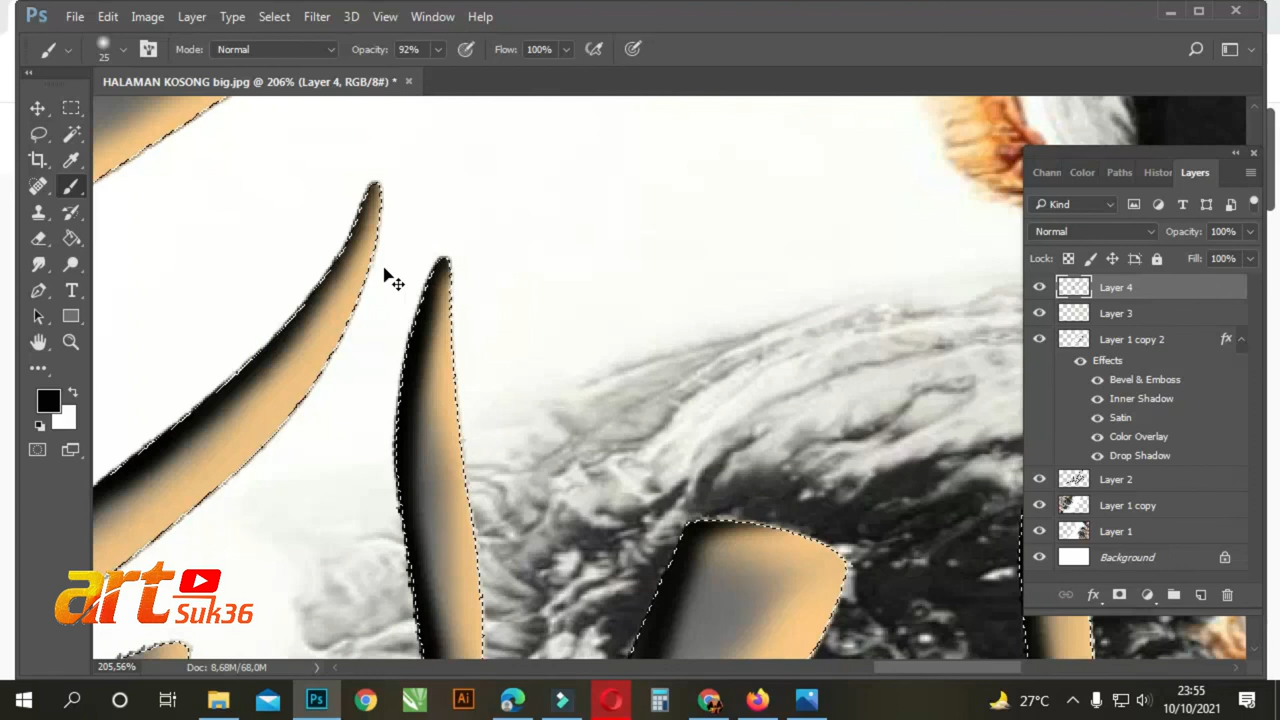 Ps File Edit Image Layer Type Select Filter 3D View Window Help
25 Mode: Normal Opacity: 92% Flow: 100%
HALAMAN KOSONG big.jpg @ 206% (Layer 4, RGB/8#) *
Chann Color Paths Histor Layers
Kind
Normal Opacity: 100%
Lock: Fill: 100%
Layer 4
Layer 3
Layer 1 copy 2 fx
Effects
Bevel & Emboss
Inner Shadow
Satin
Color Overlay
Drop Shadow
Layer 2
Layer 1 copy
Layer 1
Background
fx
art
Suk36
205,56% Doc: 8,68M/68,0M
Ps Ai 27°C 23:55
10/10/2021